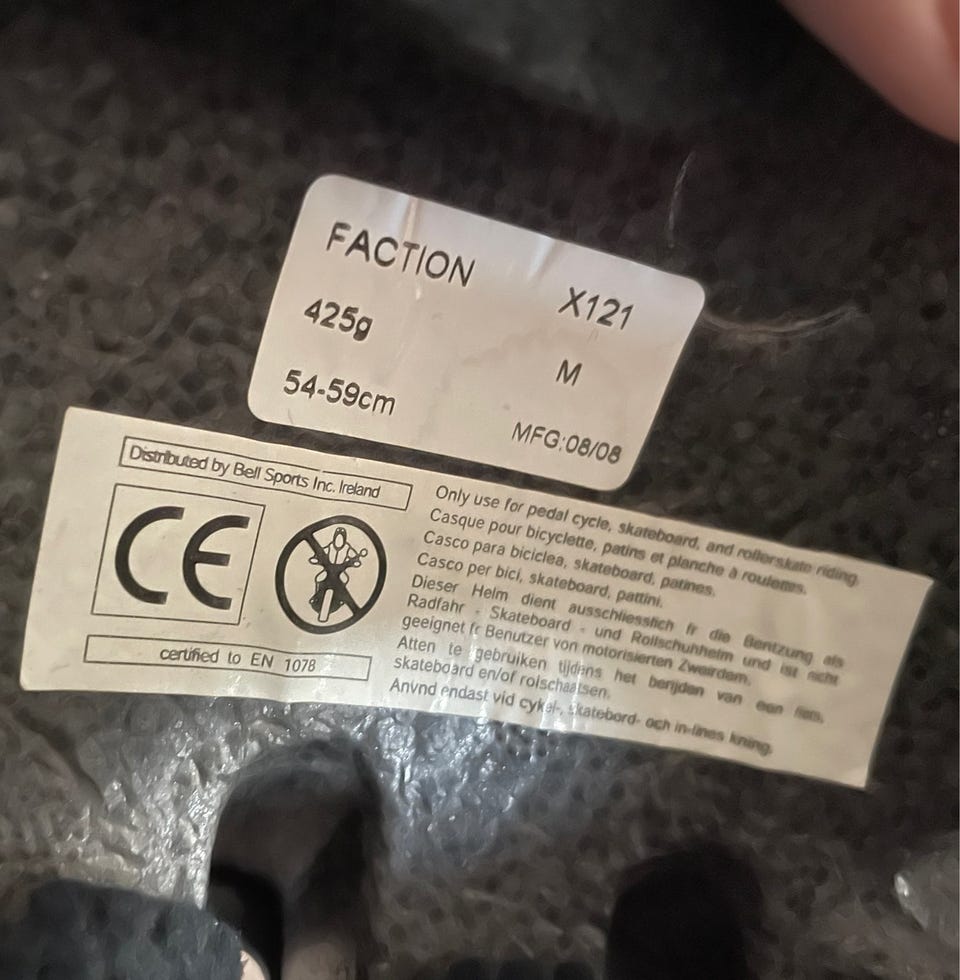 FACTION
X121
425g
M
54-59cm
MFG:08/08
Distributed by Bell Sports Inc. Ireland
CE
certified to EN 1078
Only use for pedal cycle, skateboard, and rollerskate riding.
Casque pour bicyclette, patins et planche à roulettes.
Casco para biciclea, skateboard, patines.
Casco per bici, skateboard, pattini.
Dieser Helm dient ausschliesslich fr die Bentzung als
Radfahr - Skateboard - und Rollschuhhelm und ist nicht
geeignet fr Benutzer von motorisierten Zweirdern.
Atten te gebruiken tijdens het berijden van een fiets,
skateboard en/of rolschaatsen.
Anvnd endast vid cykel-, skatebord- och in-lines kning.